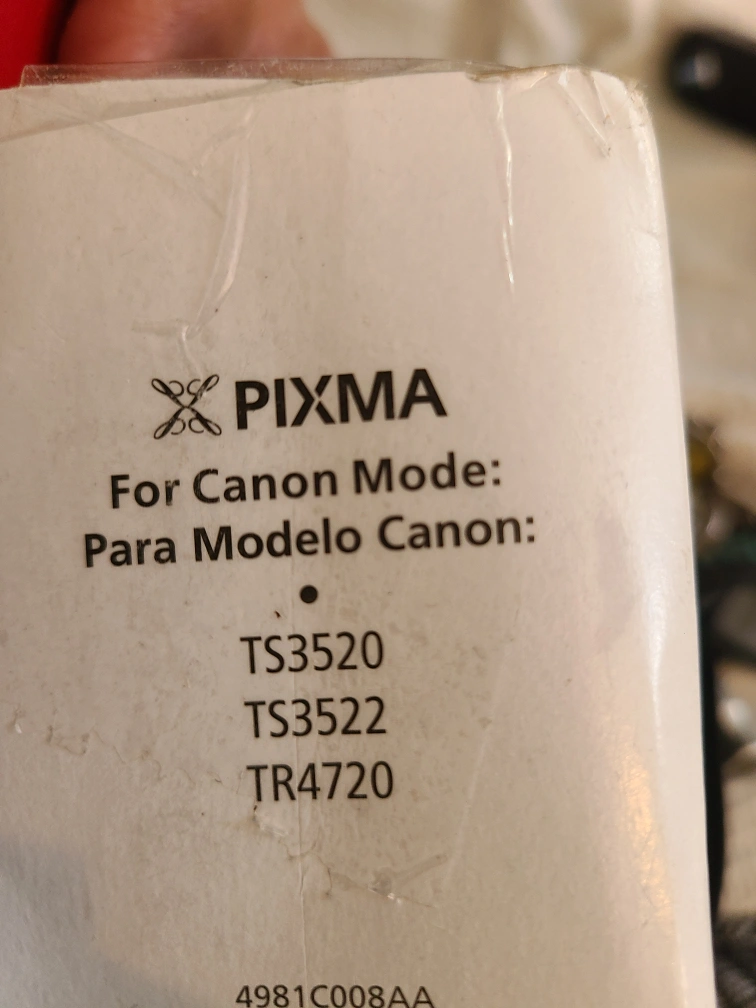 PIXMA
For Canon Mode:
Para Modelo Canon:
•
TS3520
TS3522
TR4720
4981C008AA